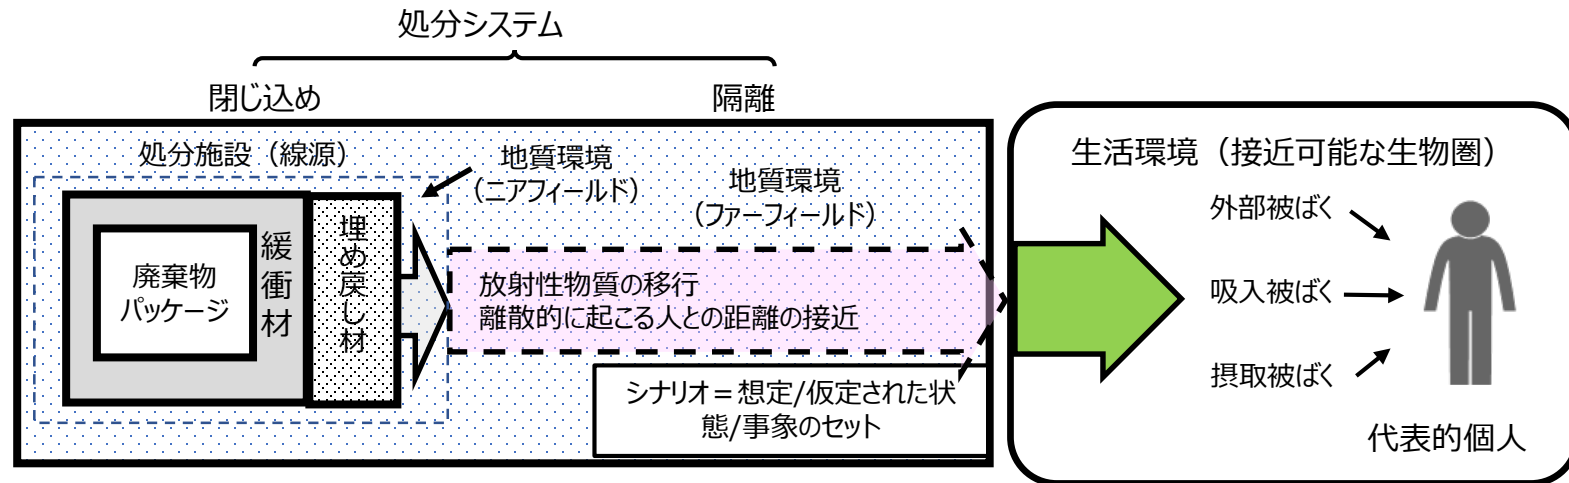 処分システム
閉じ込め
隔離
処分施設（線源）
地質環境
（ニアフィールド）
地質環境
（ファーフィールド）
廃棄物
パッケージ
緩衝材
埋め戻し材
放射性物質の移行
離散的に起こる人との距離の接近
シナリオ＝想定/仮定された状
態/事象のセット
生活環境（接近可能な生物圏）
外部被ばく
吸入被ばく
摂取被ばく
代表的個人